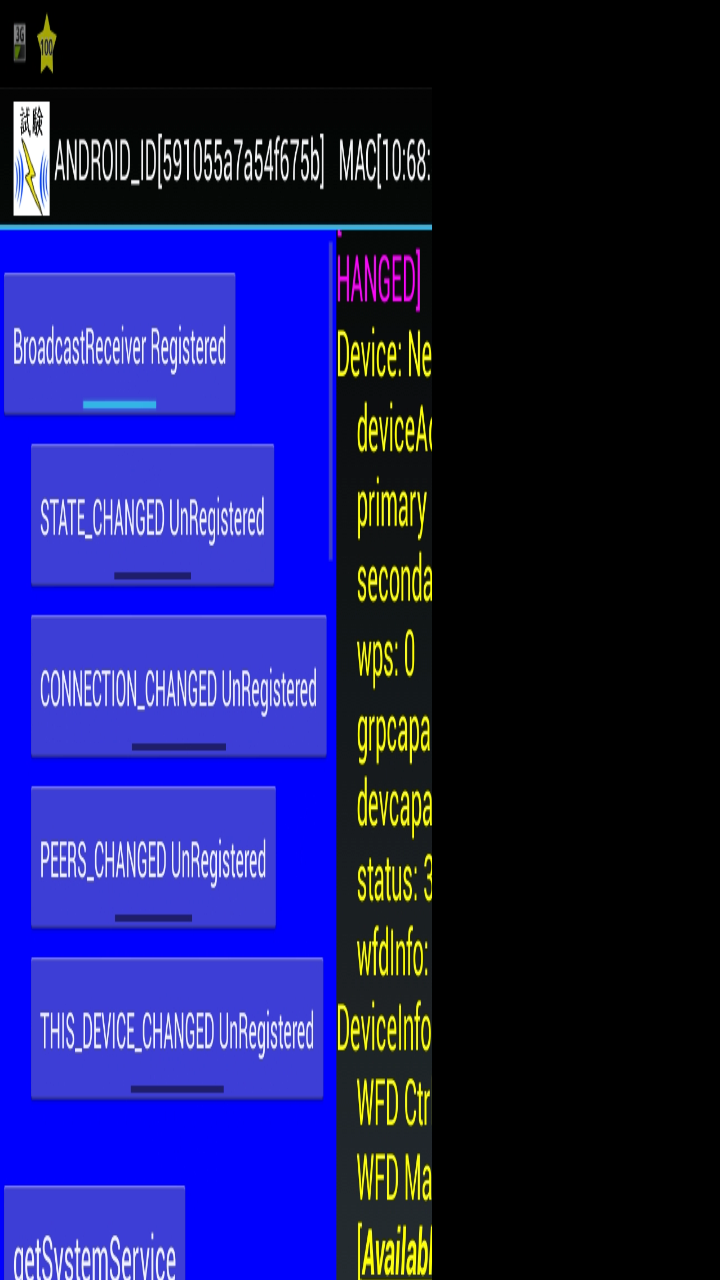 3G
100
試験
ANDROID_ID[591055a7a54f675b] MAC[10:68:
BroadcastReceiver Registered
STATE_CHANGED UnRegistered
CONNECTION_CHANGED UnRegistered
PEERS_CHANGED UnRegistered
THIS_DEVICE_CHANGED UnRegistered
getSystemService
HANGED]
Device: Ne
deviceAd
primary
seconda
wps: 0
grpcapa
devcapa
status: 3
wfdInfo:
DeviceInfo
WFD Ctr
WFD Ma
[Availabl